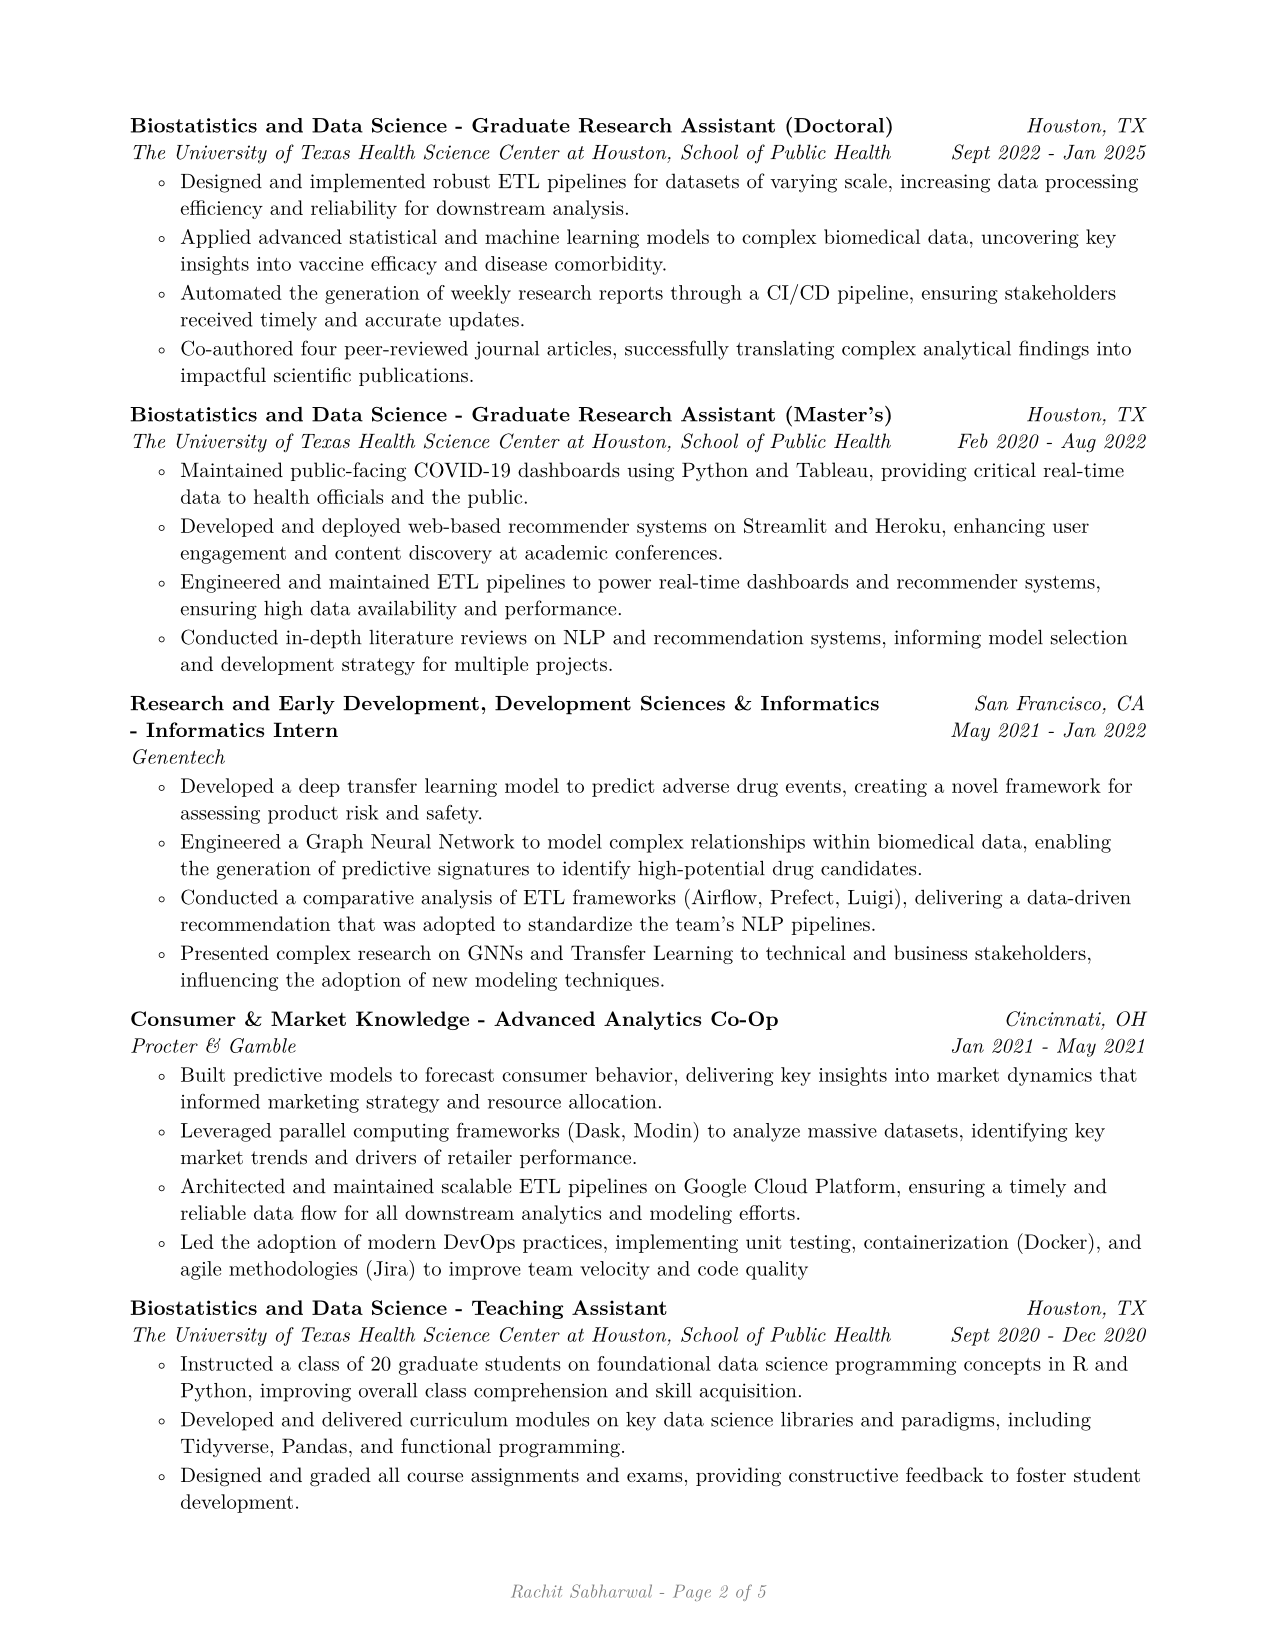 Biostatistics and Data Science - Graduate Research Assistant (Doctoral) Houston, TX
The University of Texas Health Science Center at Houston, School of Public Health Sept 2022 - Jan 2025
◦ Designed and implemented robust ETL pipelines for datasets of varying scale, increasing data processing
efficiency and reliability for downstream analysis.
◦ Applied advanced statistical and machine learning models to complex biomedical data, uncovering key
insights into vaccine efficacy and disease comorbidity.
◦ Automated the generation of weekly research reports through a CI/CD pipeline, ensuring stakeholders
received timely and accurate updates.
◦ Co-authored four peer-reviewed journal articles, successfully translating complex analytical findings into
impactful scientific publications.
Biostatistics and Data Science - Graduate Research Assistant (Master's) Houston, TX
The University of Texas Health Science Center at Houston, School of Public Health Feb 2020 - Aug 2022
◦ Maintained public-facing COVID-19 dashboards using Python and Tableau, providing critical real-time
data to health officials and the public.
◦ Developed and deployed web-based recommender systems on Streamlit and Heroku, enhancing user
engagement and content discovery at academic conferences.
◦ Engineered and maintained ETL pipelines to power real-time dashboards and recommender systems,
ensuring high data availability and performance.
◦ Conducted in-depth literature reviews on NLP and recommendation systems, informing model selection
and development strategy for multiple projects.
Research and Early Development, Development Sciences & Informatics San Francisco, CA
- Informatics Intern May 2021 - Jan 2022
Genentech
◦ Developed a deep transfer learning model to predict adverse drug events, creating a novel framework for
assessing product risk and safety.
◦ Engineered a Graph Neural Network to model complex relationships within biomedical data, enabling
the generation of predictive signatures to identify high-potential drug candidates.
◦ Conducted a comparative analysis of ETL frameworks (Airflow, Prefect, Luigi), delivering a data-driven
recommendation that was adopted to standardize the team's NLP pipelines.
◦ Presented complex research on GNNs and Transfer Learning to technical and business stakeholders,
influencing the adoption of new modeling techniques.
Consumer & Market Knowledge - Advanced Analytics Co-Op Cincinnati, OH
Procter & Gamble Jan 2021 - May 2021
◦ Built predictive models to forecast consumer behavior, delivering key insights into market dynamics that
informed marketing strategy and resource allocation.
◦ Leveraged parallel computing frameworks (Dask, Modin) to analyze massive datasets, identifying key
market trends and drivers of retailer performance.
◦ Architected and maintained scalable ETL pipelines on Google Cloud Platform, ensuring a timely and
reliable data flow for all downstream analytics and modeling efforts.
◦ Led the adoption of modern DevOps practices, implementing unit testing, containerization (Docker), and
agile methodologies (Jira) to improve team velocity and code quality
Biostatistics and Data Science - Teaching Assistant Houston, TX
The University of Texas Health Science Center at Houston, School of Public Health Sept 2020 - Dec 2020
◦ Instructed a class of 20 graduate students on foundational data science programming concepts in R and
Python, improving overall class comprehension and skill acquisition.
◦ Developed and delivered curriculum modules on key data science libraries and paradigms, including
Tidyverse, Pandas, and functional programming.
◦ Designed and graded all course assignments and exams, providing constructive feedback to foster student
development.
Rachit Sabharwal - Page 2 of 5